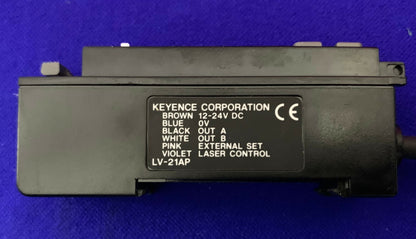 KEYENCE CORPORATION
BROWN 12-24V DC
BLUE 0V
BLACK OUT A
WHITE OUT B
PINK EXTERNAL SET
VIOLET LASER CONTROL
LV-21AP
CE